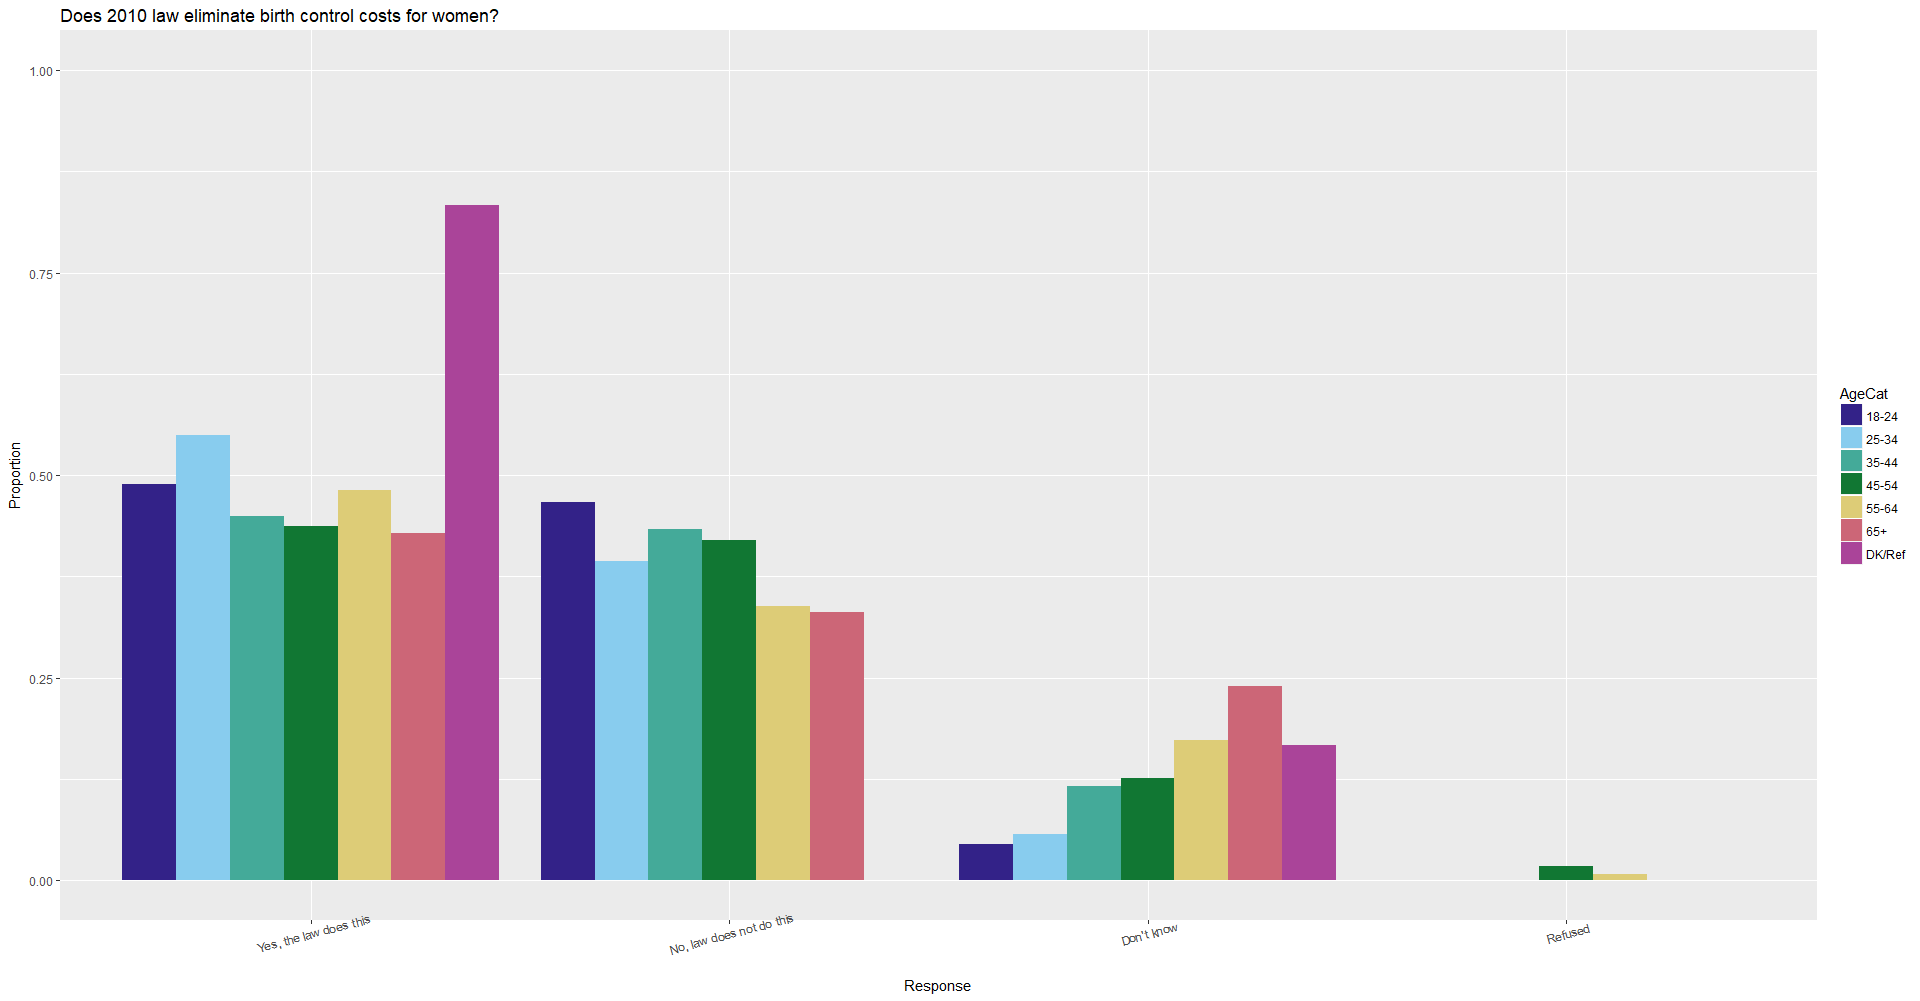 Does 2010 law eliminate birth control costs for women?
Proportion
1.00
0.75
0.50
0.25
0.00
Yes, the law does this
No, law does not do this
Don't know
Refused
Response
AgeCat
18-24
25-34
35-44
45-54
55-64
65+
DK/Ref